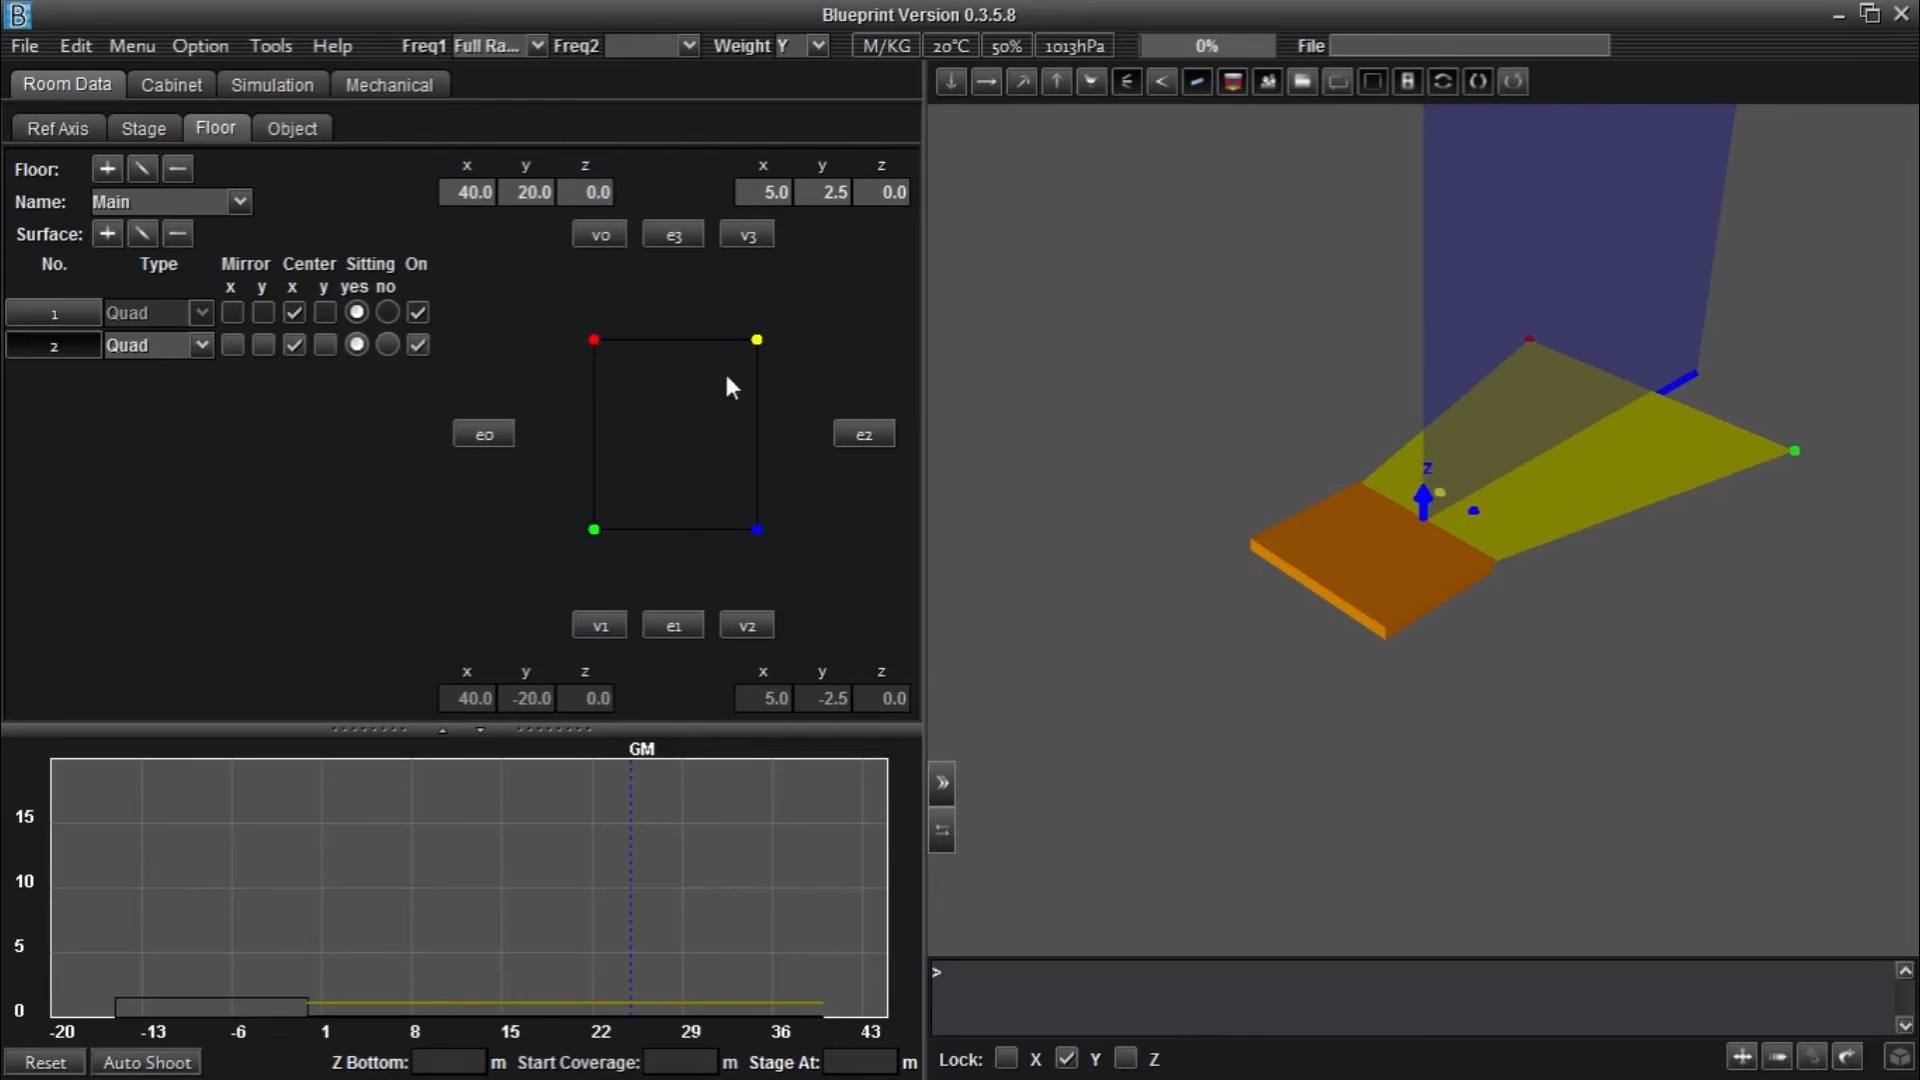 B Blueprint Version 0.3.5.8
File Edit Menu Option Tools Help Freq1 Full Ra... Freq2 Weight Y M/KG 20°C 50% 1013hPa 0% File
Room Data Cabinet Simulation Mechanical
Ref Axis Stage Floor Object
Floor: + \ −
x y z x y z
Name: Main 40.0 20.0 0.0 5.0 2.5 0.0
Surface: + \ − v0 e3 v3
No. Type Mirror Center Sitting On
x y x y yes no
1 Quad
2 Quad
e0 e2
z
v1 e1 v2
x y z x y z
40.0 -20.0 0.0 5.0 -2.5 0.0
GM
15
10
5
0
-20 -13 -6 1 8 15 22 29 36 43
>
Reset Auto Shoot Z Bottom: m Start Coverage: m Stage At: m
Lock: X Y Z